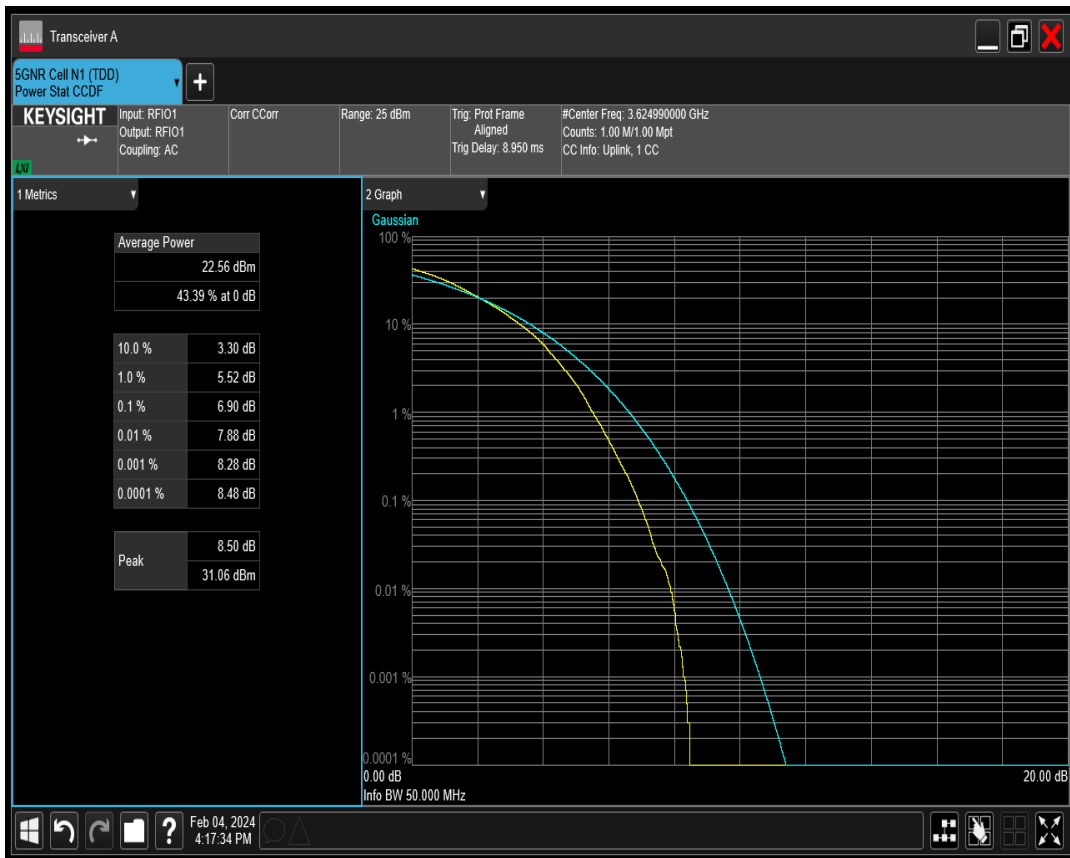 Transceiver A
5GNR Cell N1 (TDD)
Power Stat CCDF
+
KEYSIGHT
LXI
Input: RFIO1
Output: RFIO1
Coupling: AC
Corr CCorr
Range: 25 dBm
Trig: Prot Frame
Aligned
Trig Delay: 8.950 ms
#Center Freq: 3.624990000 GHz
Counts: 1.00 M/1.00 Mpt
CC Info: Uplink, 1 CC
1 Metrics
Average Power
22.56 dBm
43.39 % at 0 dB
10.0 % 3.30 dB
1.0 % 5.52 dB
0.1 % 6.90 dB
0.01 % 7.88 dB
0.001 % 8.28 dB
0.0001 % 8.48 dB
Peak
8.50 dB
31.06 dBm
2 Graph
Gaussian
100 %
10 %
1 %
0.1 %
0.01 %
0.001 %
0.0001 %
0.00 dB 20.00 dB
Info BW 50.000 MHz
?
Feb 04, 2024
4:17:34 PM